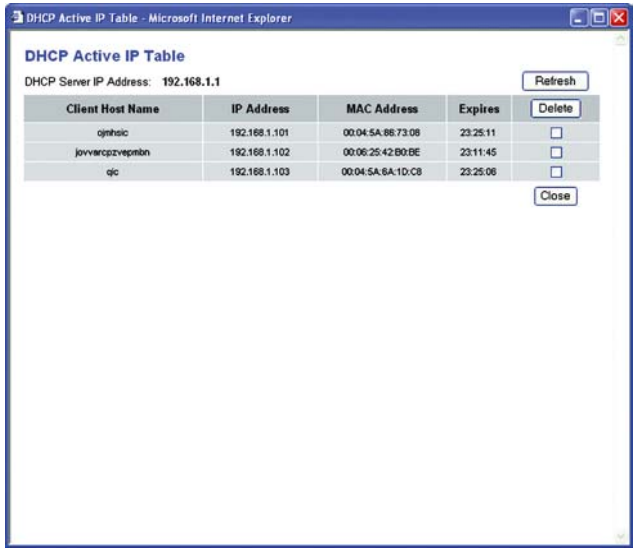 DHCP Active IP Table - Microsoft Internet Explorer
DHCP Active IP Table
DHCP Server IP Address: 192.168.1.1 Refresh
Client Host Name IP Address MAC Address Expires Delete
ojmhsic 192.168.1.101 00:04:5A:86:73:08 23:25:11
jovvarcpzvepmbn 192.168.1.102 00:06:25:42:B0:BE 23:11:45
qic 192.168.1.103 00:04:5A:6A:1D:C8 23:25:06
Close